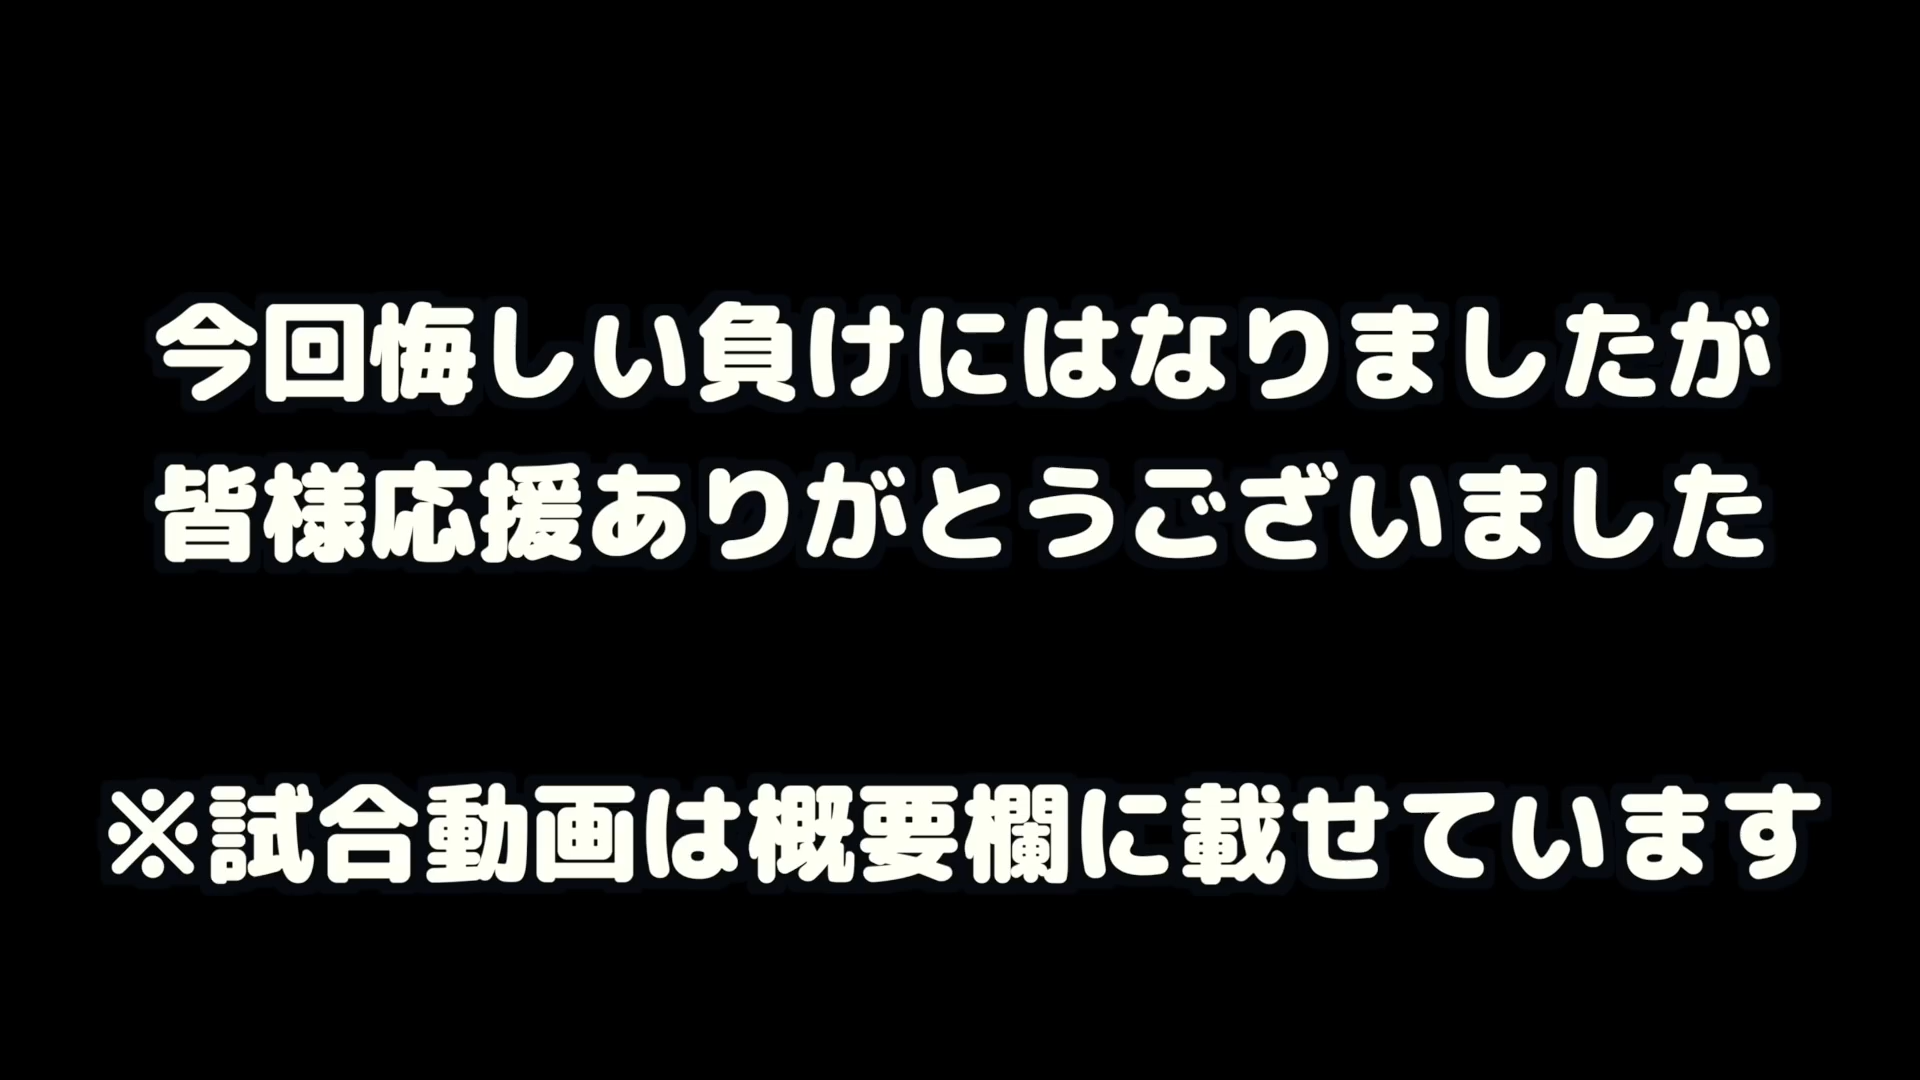 今回悔しい負けにはなりましたが
皆様応援ありがとうございました
※試合動画は概要欄に載せています